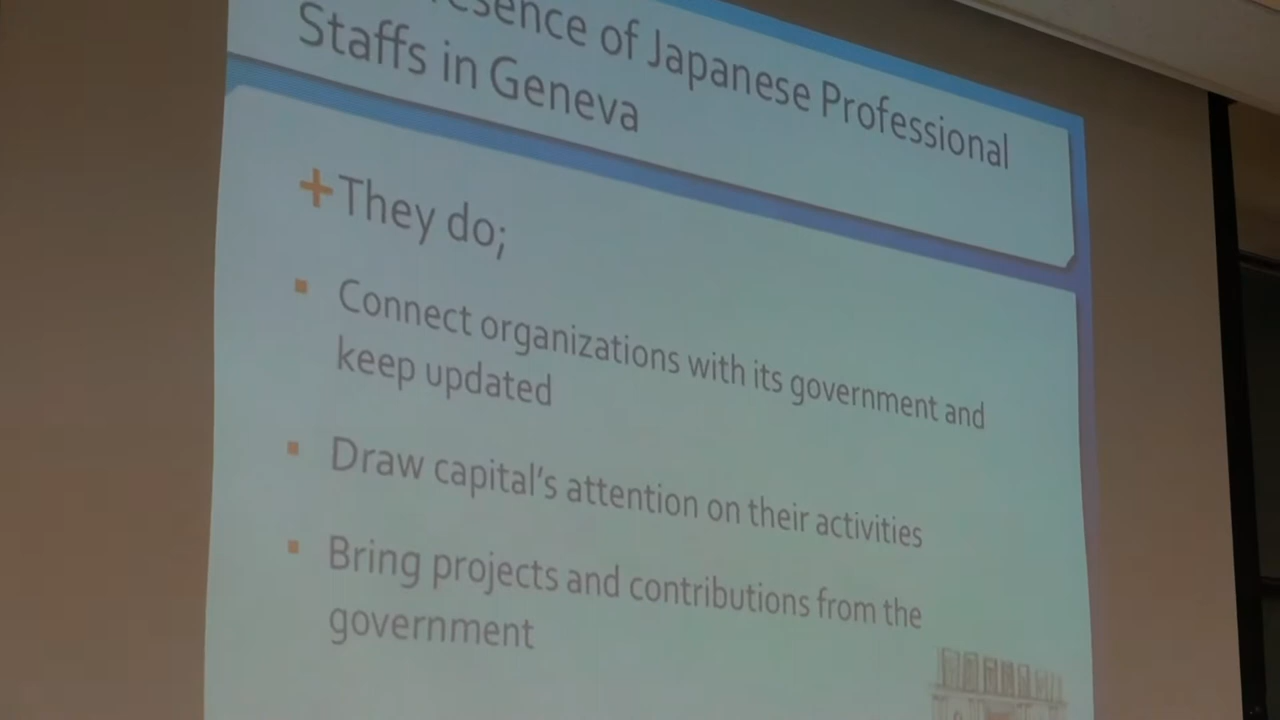 of Japanese Professional
Staffs in Geneva
+They do;
Connect organizations with its government and
keep updated
Draw capital's attention on their activities
Bring projects and contributions from the
government